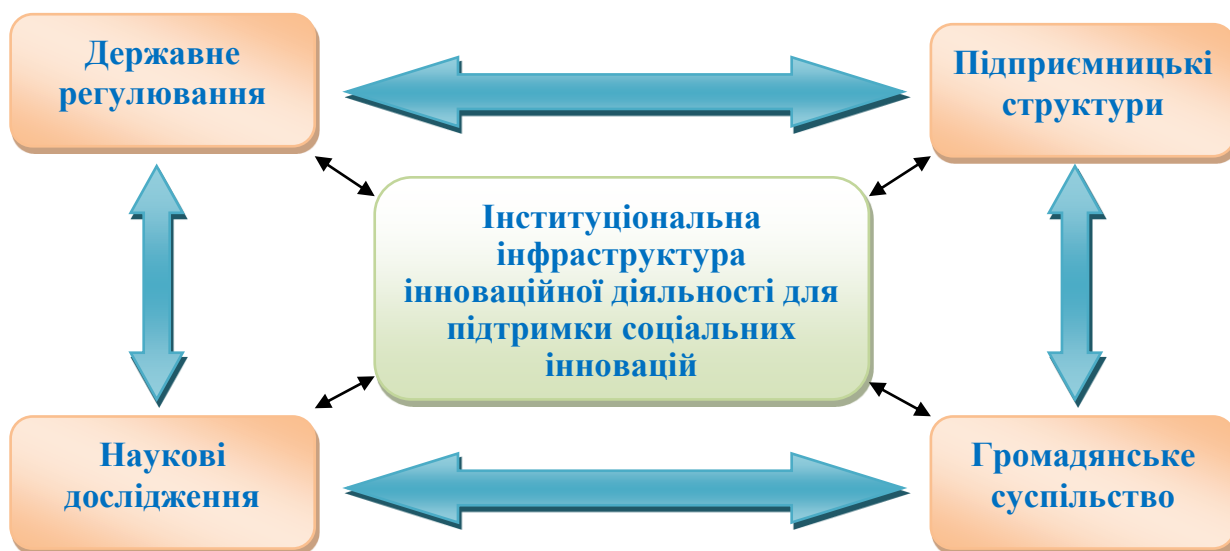 Державне
регулювання
Підприємницькі
структури
Інституціональна
інфраструктура
інноваційної діяльності для
підтримки соціальних
інновацій
Наукові
дослідження
Громадянське
суспільство